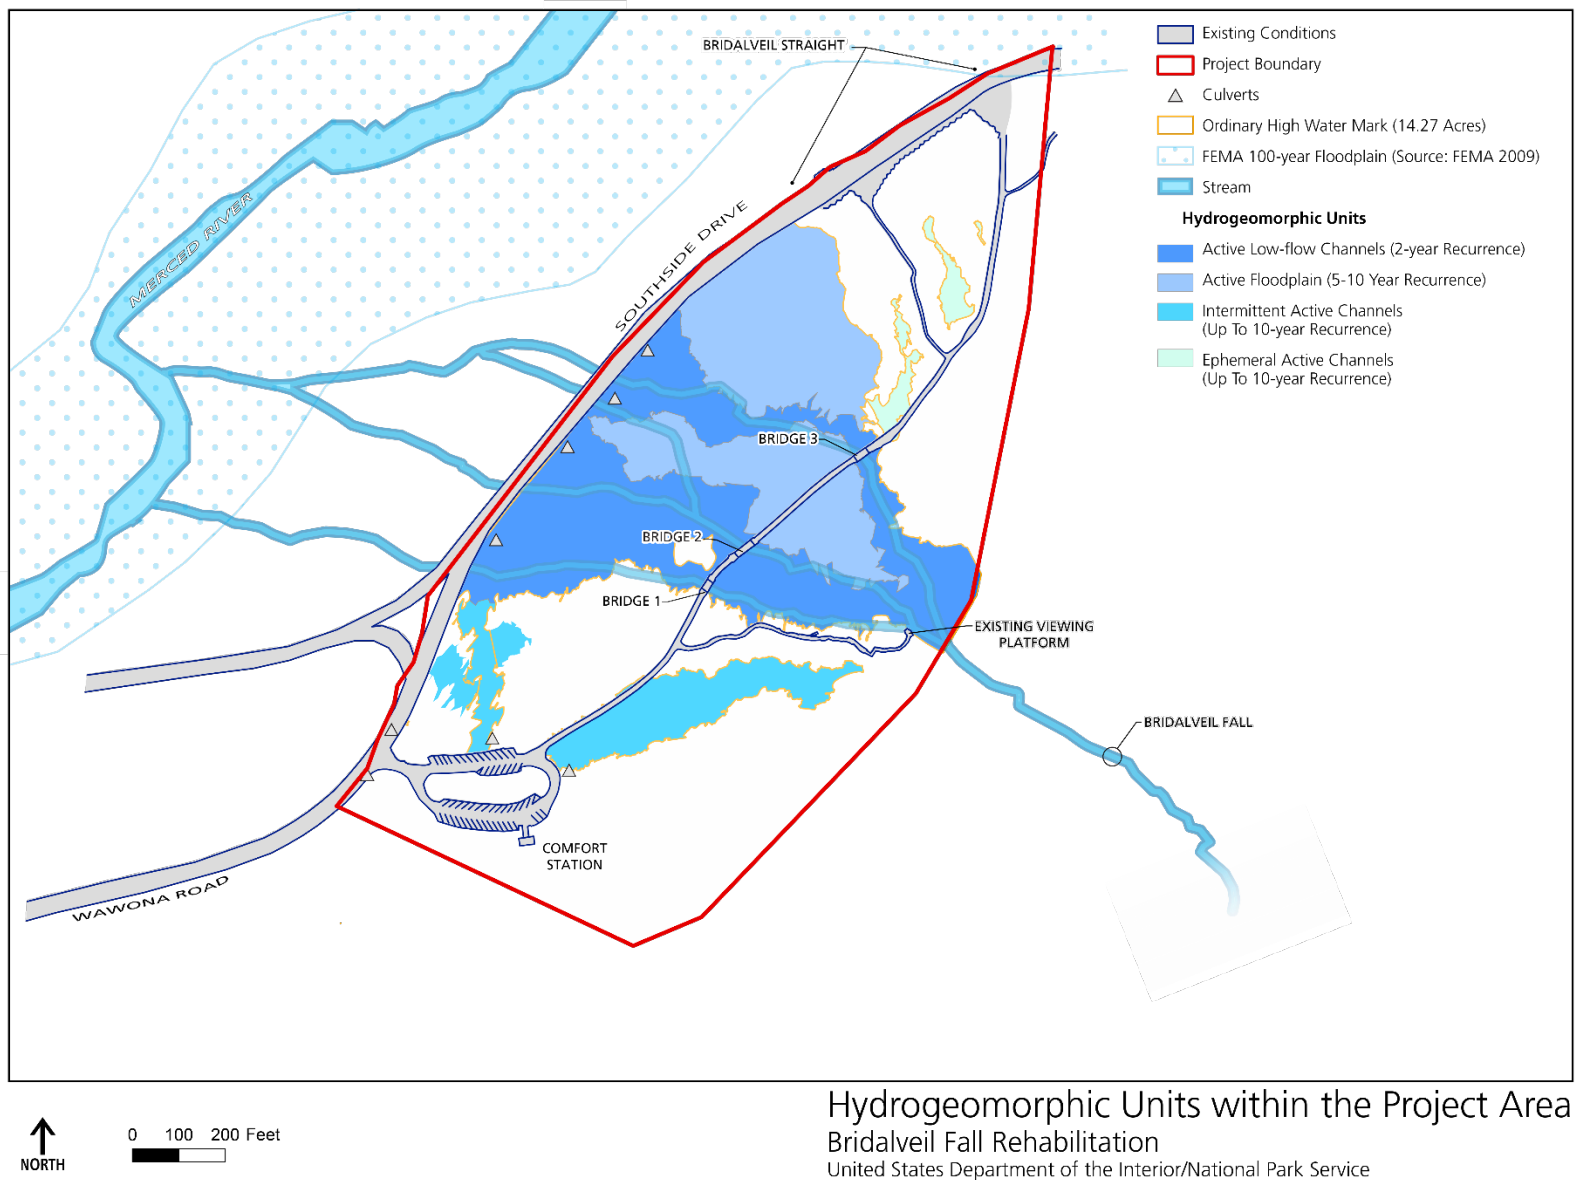 BRIDALVEIL STRAIGHT
MERCED RIVER
SOUTHSIDE DRIVE
BRIDGE 3
BRIDGE 2
BRIDGE 1
EXISTING VIEWING
PLATFORM
BRIDALVEIL FALL
COMFORT
STATION
WAWONA ROAD
Existing Conditions
Project Boundary
Culverts
Ordinary High Water Mark (14.27 Acres)
FEMA 100-year Floodplain (Source: FEMA 2009)
Stream
Hydrogeomorphic Units
Active Low-flow Channels (2-year Recurrence)
Active Floodplain (5-10 Year Recurrence)
Intermittent Active Channels
(Up To 10-year Recurrence)
Ephemeral Active Channels
(Up To 10-year Recurrence)
NORTH
0 100 200 Feet
Hydrogeomorphic Units within the Project Area
Bridalveil Fall Rehabilitation
United States Department of the Interior/National Park Service